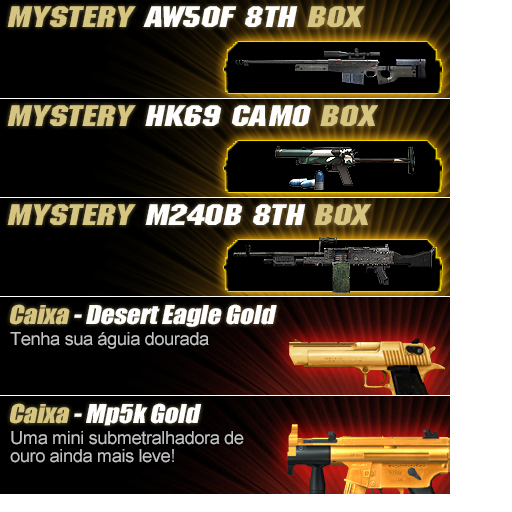 MYSTERY AW50F 8TH BOX
MYSTERY HK69 CAMO BOX
MYSTERY M240B 8TH BOX
Caixa - Desert Eagle Gold
Tenha sua águia dourada
Caixa - Mp5k Gold
Uma mini submetralhadora de
ouro ainda mais leve!